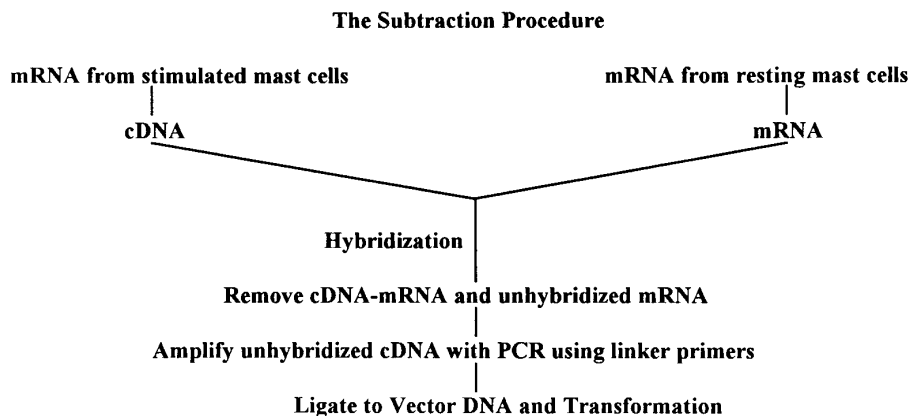 The Subtraction Procedure
mRNA from stimulated mast cells
mRNA from resting mast cells
cDNA
mRNA
Hybridization
Remove cDNA-mRNA and unhybridized mRNA
Amplify unhybridized cDNA with PCR using linker primers
Ligate to Vector DNA and Transformation